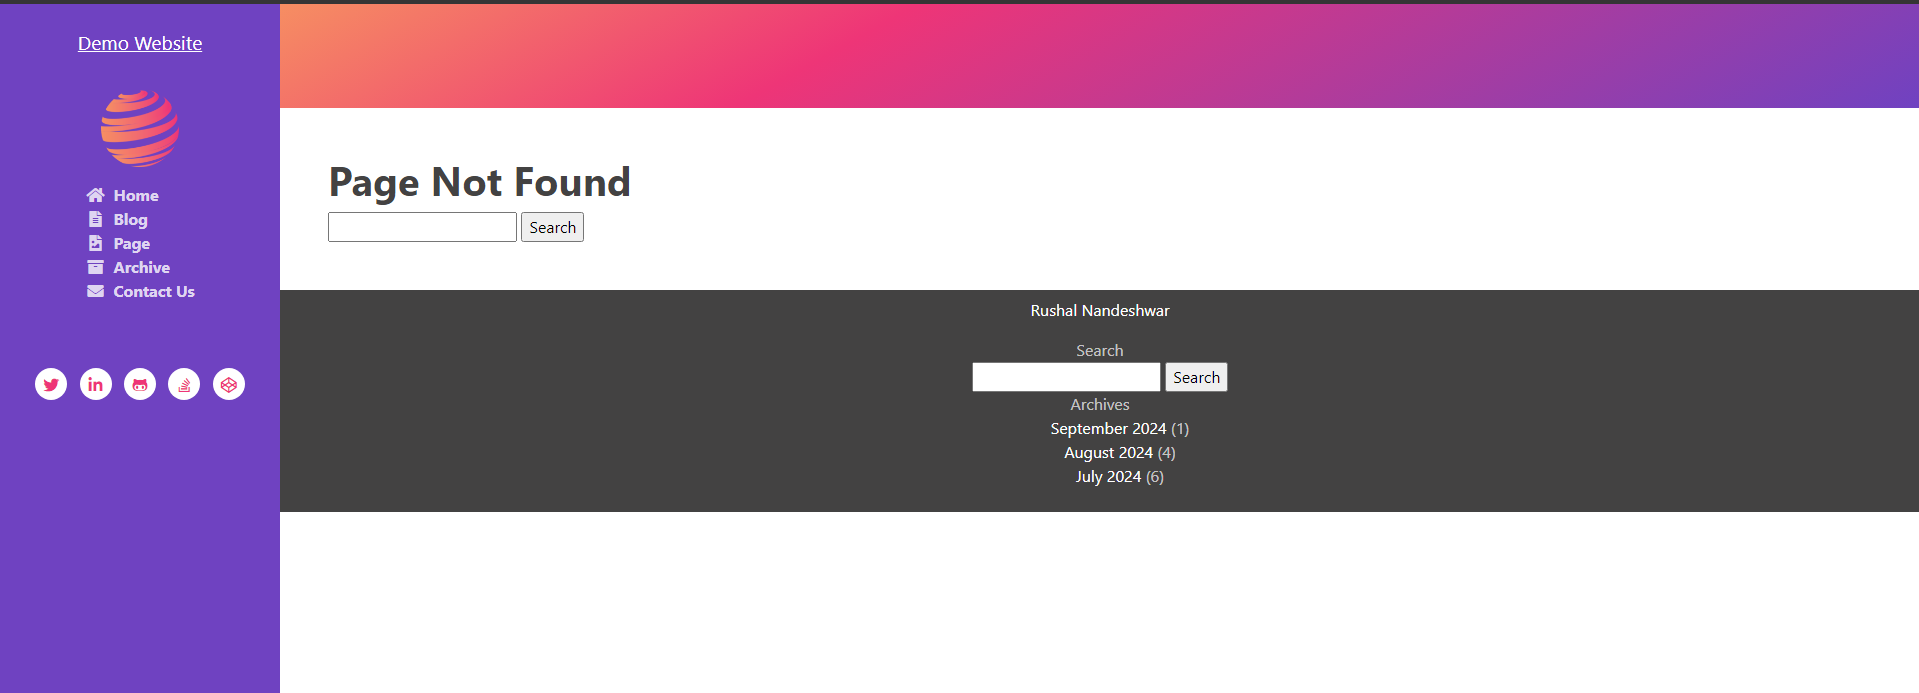 Demo Website
Home
Blog
Page
Archive
Contact Us
Page Not Found
Search
Rushal Nandeshwar
Search
Search
Archives
September 2024 (1)
August 2024 (4)
July 2024 (6)